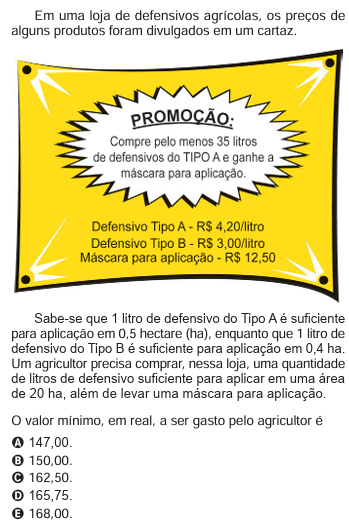 Em uma loja de defensivos agrícolas, os preços de
alguns produtos foram divulgados em um cartaz.
PROMOÇÃO:
Compre pelo menos 35 litros
de defensivos do TIPO A e ganhe a
máscara para aplicação.
Defensivo Tipo A - R$ 4,20/litro
Defensivo Tipo B - R$ 3,00/litro
Máscara para aplicação - R$ 12,50
Sabe-se que 1 litro de defensivo do Tipo A é suficiente
para aplicação em 0,5 hectare (ha), enquanto que 1 litro de
defensivo do Tipo B é suficiente para aplicação em 0,4 ha.
Um agricultor precisa comprar, nessa loja, uma quantidade
de litros de defensivo suficiente para aplicar em uma área
de 20 ha, além de levar uma máscara para aplicação.
O valor mínimo, em real, a ser gasto pelo agricultor é
A 147,00.
B 150,00.
C 162,50.
D 165,75.
E 168,00.